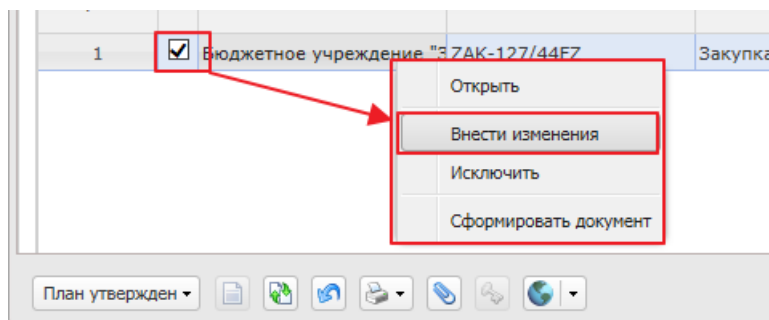 1 Бюджетное учреждение "З ZAK-127/44FZ Закупка
Открыть
Внести изменения
Исключить
Сформировать документ
План утвержден